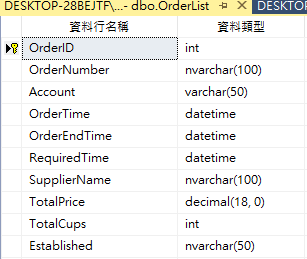 DESKTOP-28BEJTF\...- dbo.OrderList DESKTOP
資料行名稱 資料類型
OrderID int
OrderNumber nvarchar(100)
Account varchar(50)
OrderTime datetime
OrderEndTime datetime
RequiredTime datetime
SupplierName nvarchar(100)
TotalPrice decimal(18, 0)
TotalCups int
Established nvarchar(50)